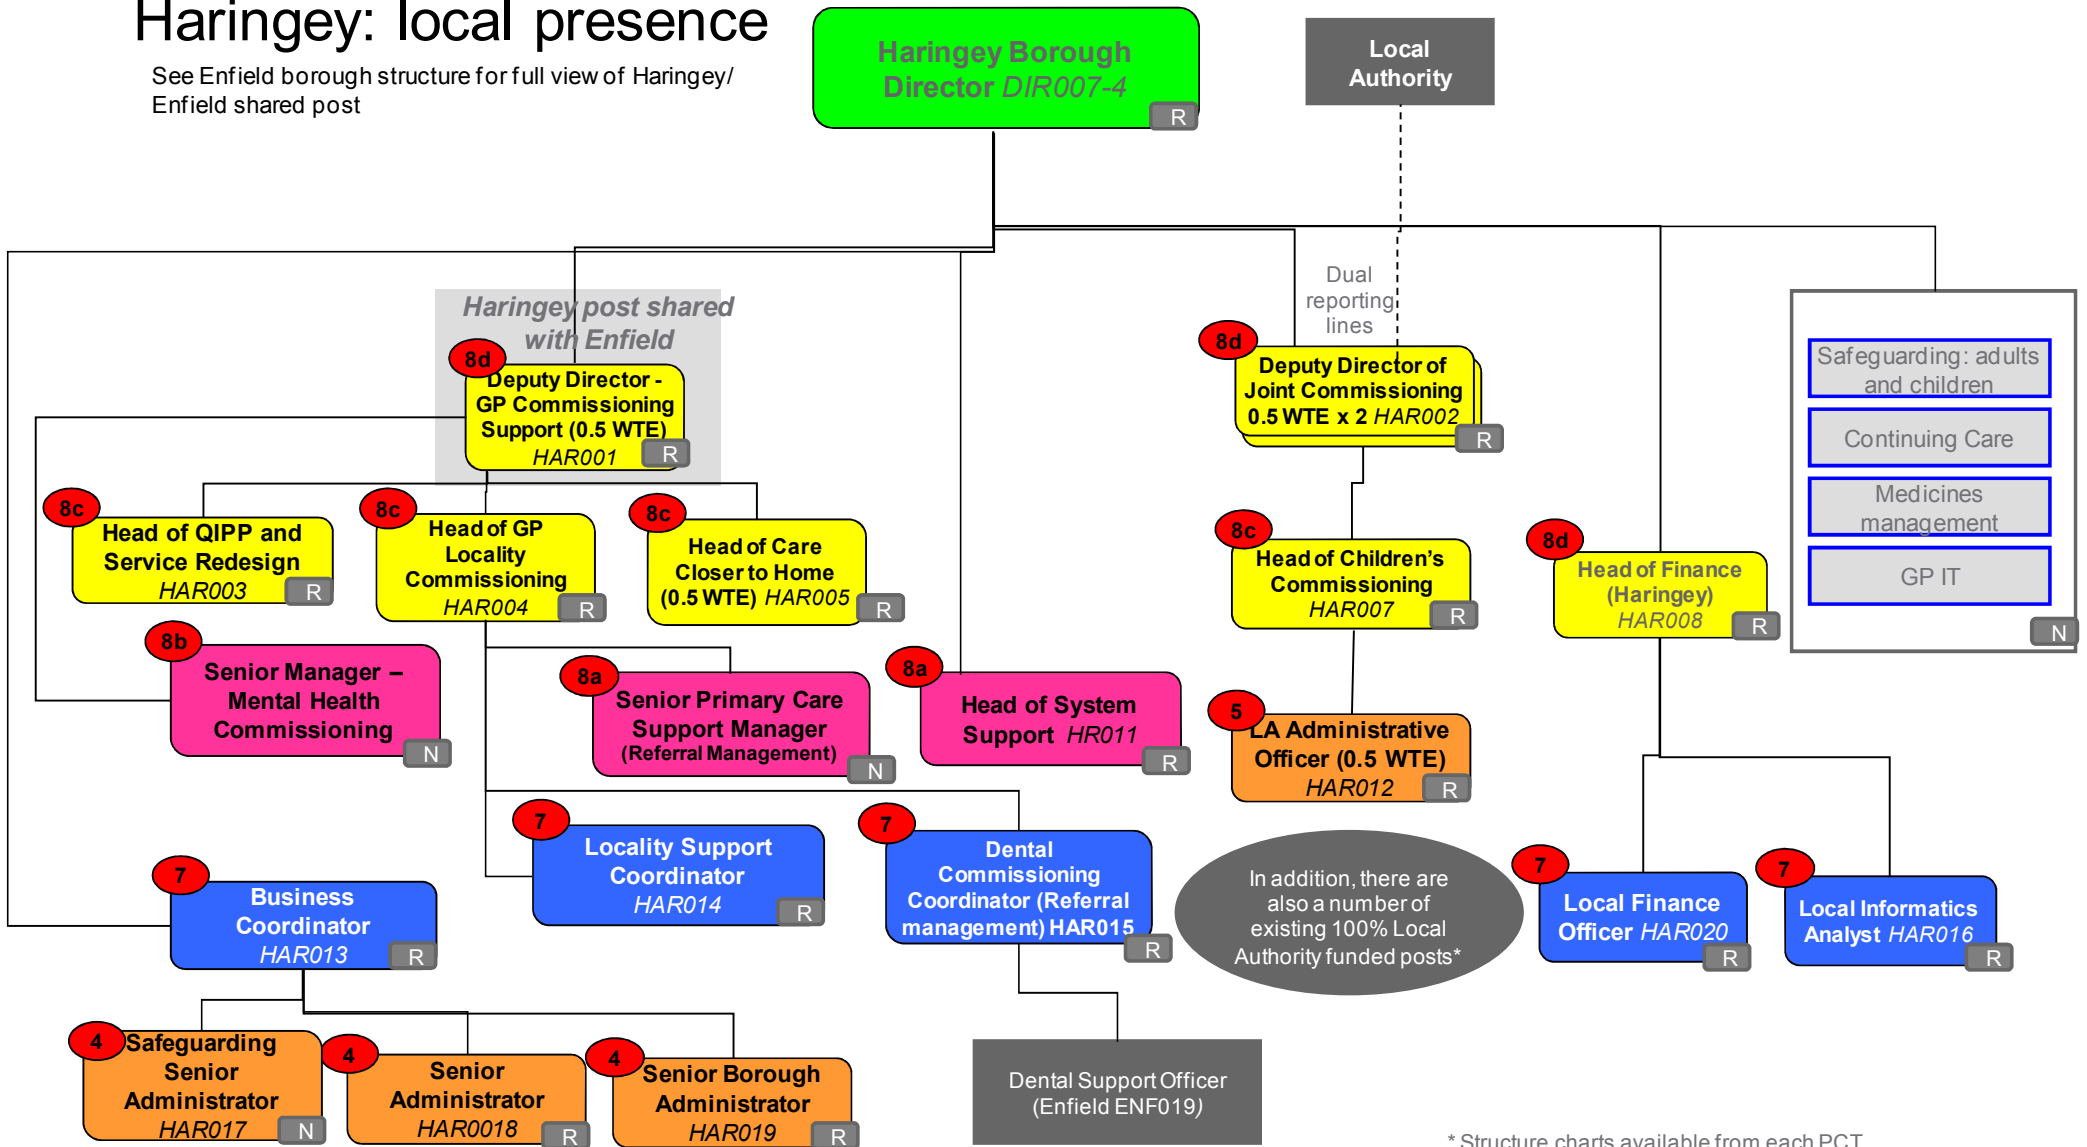 Haringey: local presence
See Enfield borough structure for full view of Haringey/
Enfield shared post
Haringey Borough
Director DIR007-4
R
Local
Authority
Dual
reporting
lines
Haringey post shared
with Enfield
8d
Deputy Director -
GP Commissioning
Support (0.5 WTE)
HAR001
R
8d
Deputy Director of
Joint Commissioning
0.5 WTE x 2 HAR002
R
Safeguarding: adults
and children
Continuing Care
Medicines
management
GP IT
N
8c
Head of QIPP and
Service Redesign
HAR003
R
8c
Head of GP
Locality
Commissioning
HAR004
R
8c
Head of Care
Closer to Home
(0.5 WTE) HAR005
R
8c
Head of Children's
Commissioning
HAR007
R
8d
Head of Finance
(Haringey)
HAR008
R
8b
Senior Manager –
Mental Health
Commissioning
N
8a
Senior Primary Care
Support Manager
(Referral Management)
N
8a
Head of System
Support HR011
R
5
LA Administrative
Officer (0.5 WTE)
HAR012
R
7
Business
Coordinator
HAR013
R
7
Locality Support
Coordinator
HAR014
R
7
Dental
Commissioning
Coordinator (Referral
management) HAR015
R
In addition, there are
also a number of
existing 100% Local
Authority funded posts*
7
Local Finance
Officer HAR020
R
7
Local Informatics
Analyst HAR016
R
4
Safeguarding
Senior
Administrator
HAR017
N
4
Senior
Administrator
HAR0018
R
4
Senior Borough
Administrator
HAR019
R
Dental Support Officer
(Enfield ENF019)
* Structure charts available from each PCT